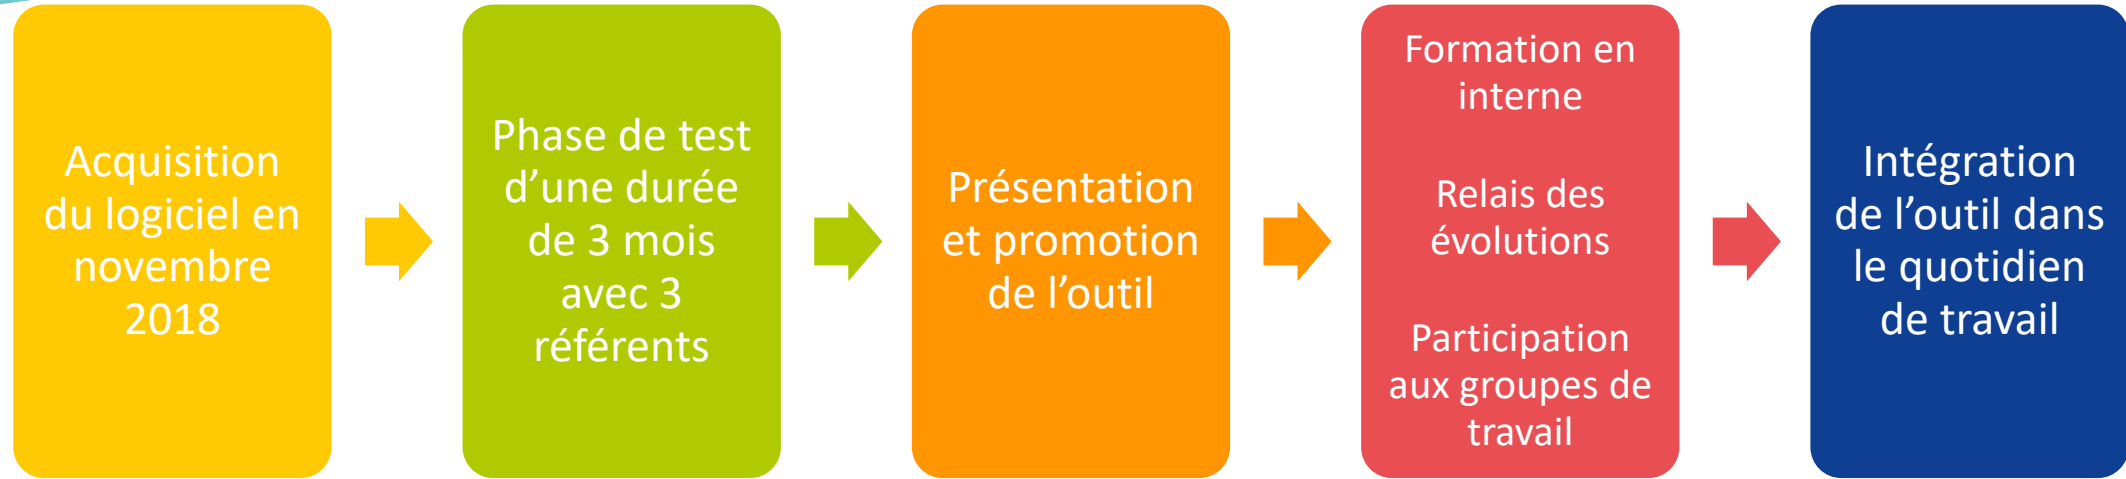 Acquisition
du logiciel en
novembre
2018
Phase de test
d’une durée
de 3 mois
avec 3
référents
Présentation
et promotion
de l’outil
Formation en
interne
Relais des
évolutions
Participation
aux groupes de
travail
Intégration
de l’outil dans
le quotidien
de travail